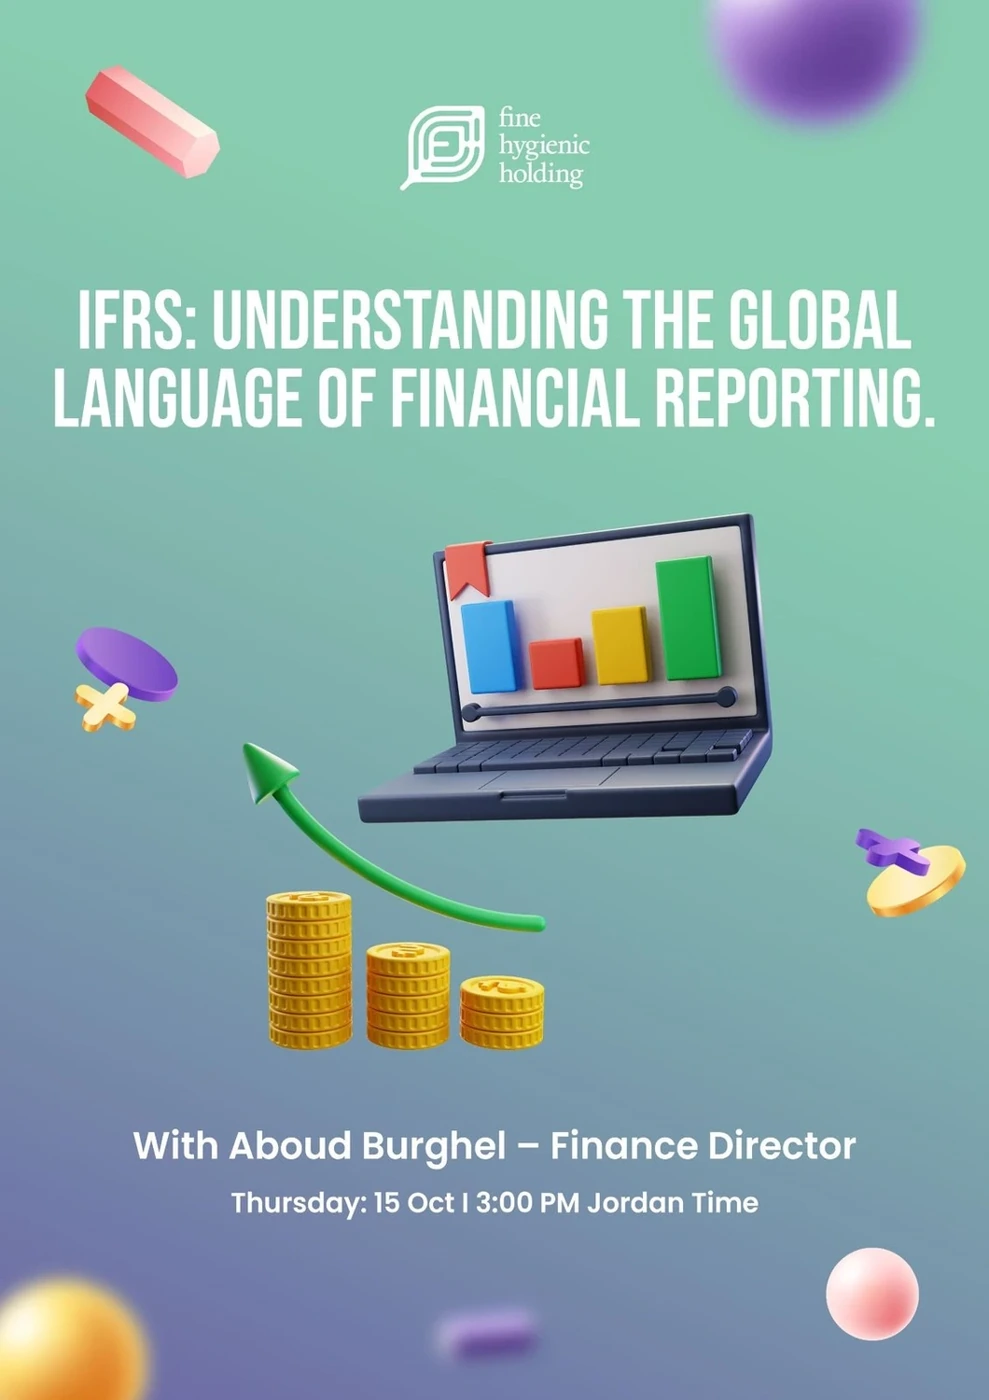 fine
hygienic
holding
IFRS: UNDERSTANDING THE GLOBAL
LANGUAGE OF FINANCIAL REPORTING.
With Aboud Burghel – Finance Director
Thursday: 15 Oct I 3:00 PM Jordan Time